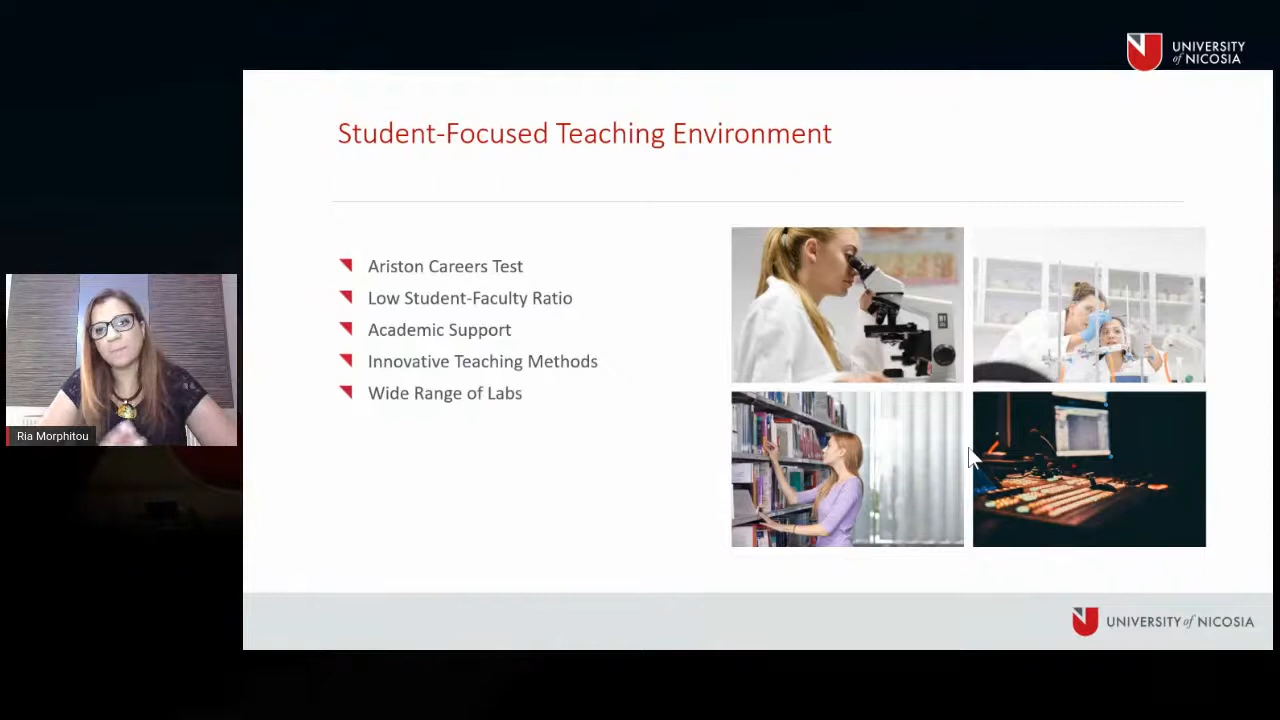 UNIVERSITY
of NICOSIA
Student-Focused Teaching Environment
Ariston Careers Test
Low Student-Faculty Ratio
Academic Support
Innovative Teaching Methods
Wide Range of Labs
Ria Morphitou
UNIVERSITY of NICOSIA